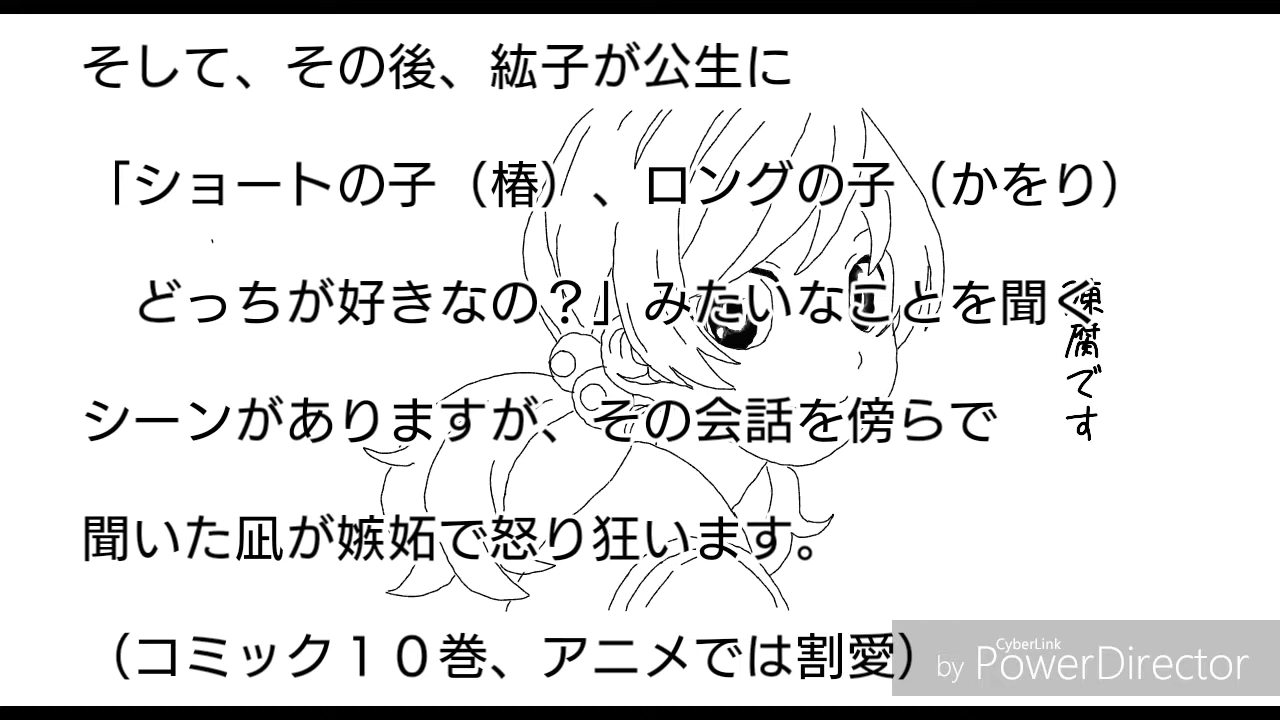 そして、その後、紘子が公生に
「ショートの子（椿）、ロングの子（かをり）
どっちが好きなの？」みたいなことを聞く
シーンがありますが、その会話を傍らで
聞いた凪が嫉妬で怒り狂います。
（コミック１０巻、アニメでは割愛）
腐です
CyberLink
by PowerDirector